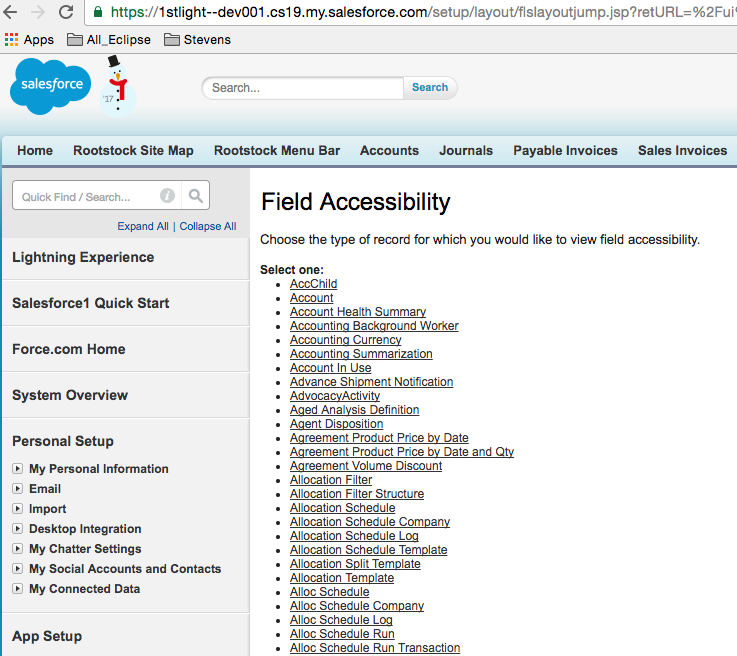 https://1stlight--dev001.cs19.my.salesforce.com/setup/layout/flslayoutjump.jsp?retURL=%2Fui%
Apps All_Eclipse Stevens
salesforce '17 Search... Search
Home Rootstock Site Map Rootstock Menu Bar Accounts Journals Payable Invoices Sales Invoices
Quick Find / Search... i
Expand All | Collapse All
Lightning Experience
Salesforce1 Quick Start
Force.com Home
System Overview
Personal Setup
My Personal Information
Email
Import
Desktop Integration
My Chatter Settings
My Social Accounts and Contacts
My Connected Data
App Setup
Field Accessibility
Choose the type of record for which you would like to view field accessibility.
Select one:
AccChild
Account
Account Health Summary
Accounting Background Worker
Accounting Currency
Accounting Summarization
Account In Use
Advance Shipment Notification
AdvocacyActivity
Aged Analysis Definition
Agent Disposition
Agreement Product Price by Date
Agreement Product Price by Date and Qty
Agreement Volume Discount
Allocation Filter
Allocation Filter Structure
Allocation Schedule
Allocation Schedule Company
Allocation Schedule Log
Allocation Schedule Template
Allocation Split Template
Allocation Template
Alloc Schedule
Alloc Schedule Company
Alloc Schedule Log
Alloc Schedule Run
Alloc Schedule Run Transaction